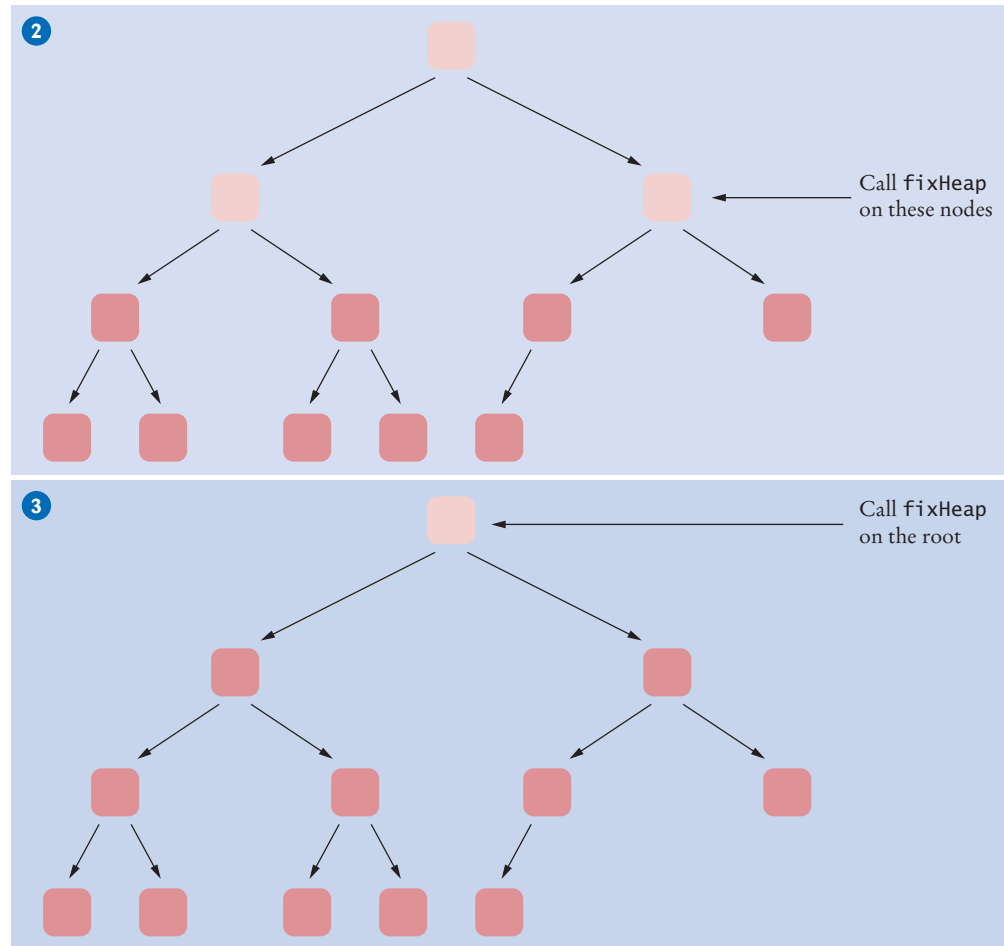 2
Call fixHeap
on these nodes
3
Call fixHeap
on the root